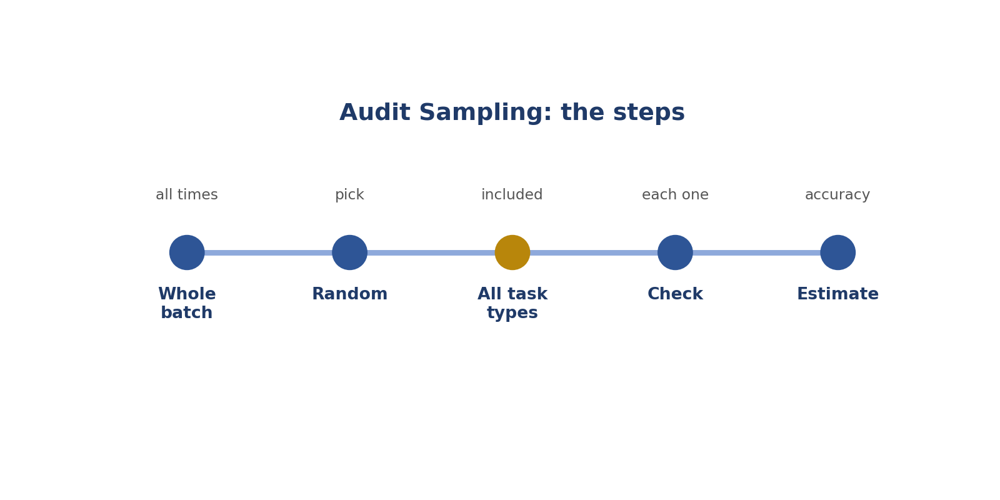 Audit Sampling: the steps
all times
pick
included
each one
accuracy
Whole
batch
Random
All task
types
Check
Estimate